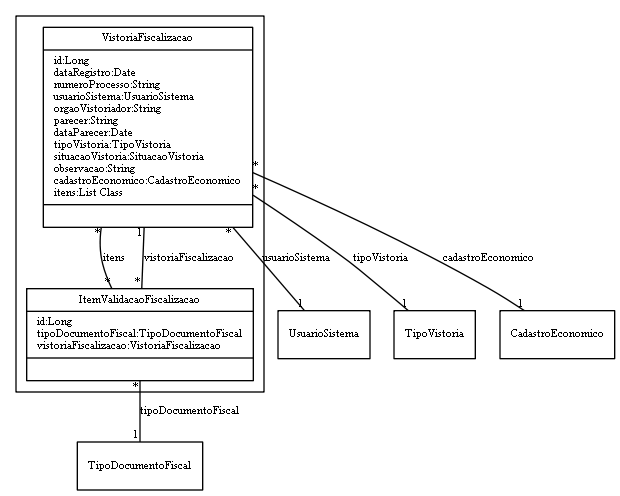 VistoriaFiscalizacao
id:Long
dataRegistro:Date
numeroProcesso:String
usuarioSistema:UsuarioSistema
orgaoVistoriador:String
parecer:String
dataParecer:Date
tipoVistoria:TipoVistoria
situacaoVistoria:SituacaoVistoria
observacao:String
cadastroEconomico:CadastroEconomico
itens:List Class
*
*
* 1 *
itens vistoriaFiscalizacao usuarioSistema tipoVistoria cadastroEconomico
* * 1 1 1
ItemValidacaoFiscalizacao
id:Long
tipoDocumentoFiscal:TipoDocumentoFiscal
vistoriaFiscalizacao:VistoriaFiscalizacao
UsuarioSistema TipoVistoria CadastroEconomico
*
tipoDocumentoFiscal
1
TipoDocumentoFiscal